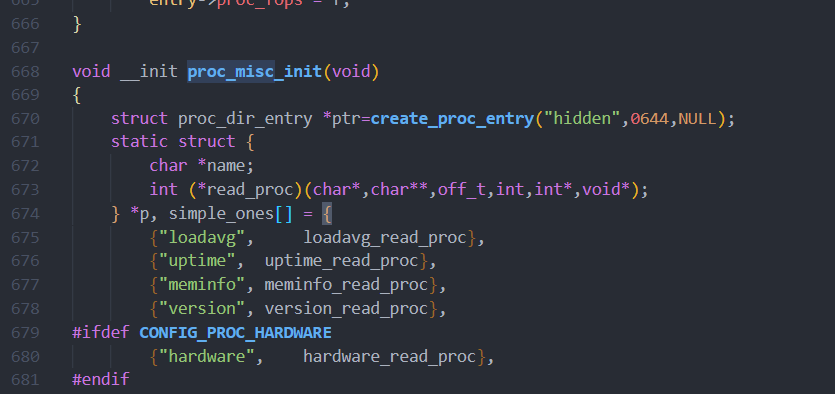 665 entry->proc_fops = f;
666 }
667
668 void __init proc_misc_init(void)
669 {
670 struct proc_dir_entry *ptr=create_proc_entry("hidden",0644,NULL);
671 static struct {
672 char *name;
673 int (*read_proc)(char*,char**,off_t,int,int*,void*);
674 } *p, simple_ones[] = {
675 {"loadavg", loadavg_read_proc},
676 {"uptime", uptime_read_proc},
677 {"meminfo", meminfo_read_proc},
678 {"version", version_read_proc},
679 #ifdef CONFIG_PROC_HARDWARE
680 {"hardware", hardware_read_proc},
681 #endif